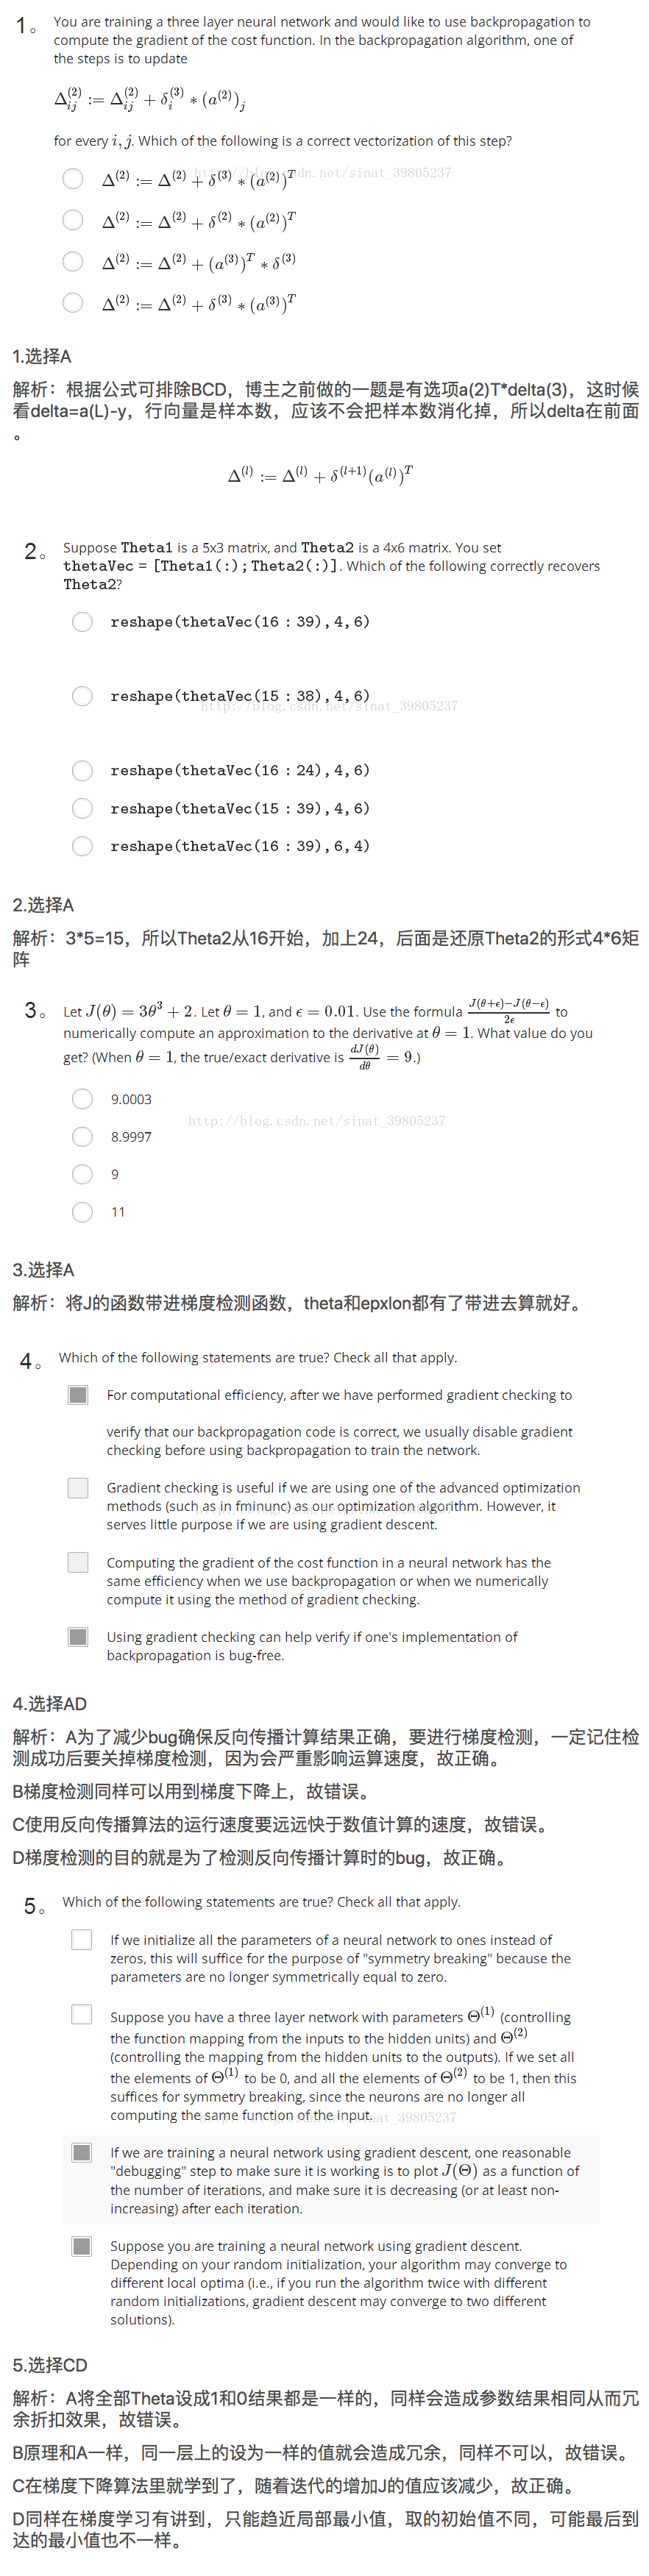 1。 You are training a three layer neural network and would like to use backpropagation to
compute the gradient of the cost function. In the backpropagation algorithm, one of
the steps is to update
Δ_{ij}^{(2)} := Δ_{ij}^{(2)} + δ_i^{(3)} * (a^{(2)})_j
for every i, j. Which of the following is a correct vectorization of this step?
http://blog.csdn.net/sinat_39805237
Δ^{(2)} := Δ^{(2)} + δ^{(3)} * (a^{(2)})^T
Δ^{(2)} := Δ^{(2)} + δ^{(2)} * (a^{(2)})^T
Δ^{(2)} := Δ^{(2)} + (a^{(3)})^T * δ^{(3)}
Δ^{(2)} := Δ^{(2)} + δ^{(3)} * (a^{(3)})^T
1.选择A
解析：根据公式可排除BCD，博主之前做的一题是有选项a(2)T*delta(3)，这时候
看delta=a(L)-y，行向量是样本数，应该不会把样本数消化掉，所以delta在前面
。
Δ^{(l)} := Δ^{(l)} + δ^{(l+1)}(a^{(l)})^T
2。 Suppose Theta1 is a 5x3 matrix, and Theta2 is a 4x6 matrix. You set
thetaVec = [Theta1(:);Theta2(:)]. Which of the following correctly recovers
Theta2?
reshape(thetaVec(16 : 39),4,6)
reshape(thetaVec(15 : 38),4,6)
http://blog.csdn.net/sinat_39805237
reshape(thetaVec(16 : 24),4,6)
reshape(thetaVec(15 : 39),4,6)
reshape(thetaVec(16 : 39),6,4)
2.选择A
解析：3*5=15，所以Theta2从16开始，加上24，后面是还原Theta2的形式4*6矩
阵
3。 Let J(θ) = 3θ^3 + 2. Let θ = 1, and ϵ = 0.01. Use the formula \frac{J(θ+ϵ)−J(θ−ϵ)}{2ϵ} to
numerically compute an approximation to the derivative at θ = 1. What value do you
get? (When θ = 1, the true/exact derivative is \frac{dJ(θ)}{dθ} = 9.)
9.0003
http://blog.csdn.net/sinat_39805237
8.9997
9
11
3.选择A
解析：将J的函数带进梯度检测函数，theta和epxlon都有了带进去算就好。
4。 Which of the following statements are true? Check all that apply.
For computational efficiency, after we have performed gradient checking to
verify that our backpropagation code is correct, we usually disable gradient
checking before using backpropagation to train the network.
Gradient checking is useful if we are using one of the advanced optimization
methods (such as in fminunc) as our optimization algorithm. However, it
http://blog.csdn.net/sinat_39805237
serves little purpose if we are using gradient descent.
Computing the gradient of the cost function in a neural network has the
same efficiency when we use backpropagation or when we numerically
compute it using the method of gradient checking.
Using gradient checking can help verify if one's implementation of
backpropagation is bug-free.
4.选择AD
解析：A为了减少bug确保反向传播计算结果正确，要进行梯度检测，一定记住检
测成功后要关掉梯度检测，因为会严重影响运算速度，故正确。
B梯度检测同样可以用到梯度下降上，故错误。
C使用反向传播算法的运行速度要远远快于数值计算的速度，故错误。
D梯度检测的目的就是为了检测反向传播计算时的bug，故正确。
5。 Which of the following statements are true? Check all that apply.
If we initialize all the parameters of a neural network to ones instead of
zeros, this will suffice for the purpose of "symmetry breaking" because the
parameters are no longer symmetrically equal to zero.
Suppose you have a three layer network with parameters Θ^{(1)} (controlling
the function mapping from the inputs to the hidden units) and Θ^{(2)}
(controlling the mapping from the hidden units to the outputs). If we set all
the elements of Θ^{(1)} to be 0, and all the elements of Θ^{(2)} to be 1, then this
suffices for symmetry breaking, since the neurons are no longer all
computing the same function of the input.
http://blog.csdn.net/sinat_39805237
If we are training a neural network using gradient descent, one reasonable
"debugging" step to make sure it is working is to plot J(Θ) as a function of
the number of iterations, and make sure it is decreasing (or at least non-
increasing) after each iteration.
Suppose you are training a neural network using gradient descent.
Depending on your random initialization, your algorithm may converge to
different local optima (i.e., if you run the algorithm twice with different
random initializations, gradient descent may converge to two different
solutions).
5.选择CD
解析：A将全部Theta设成1和0结果都是一样的，同样会造成参数结果相同从而冗
余折扣效果，故错误。
B原理和A一样，同一层上的设为一样的值就会造成冗余，同样不可以，故错误。
C在梯度下降算法里就学到了，随着迭代的增加J的值应该减少，故正确。
D同样在梯度学习有讲到，只能趋近局部最小值，取的初始值不同，可能最后到
达的最小值也不一样。